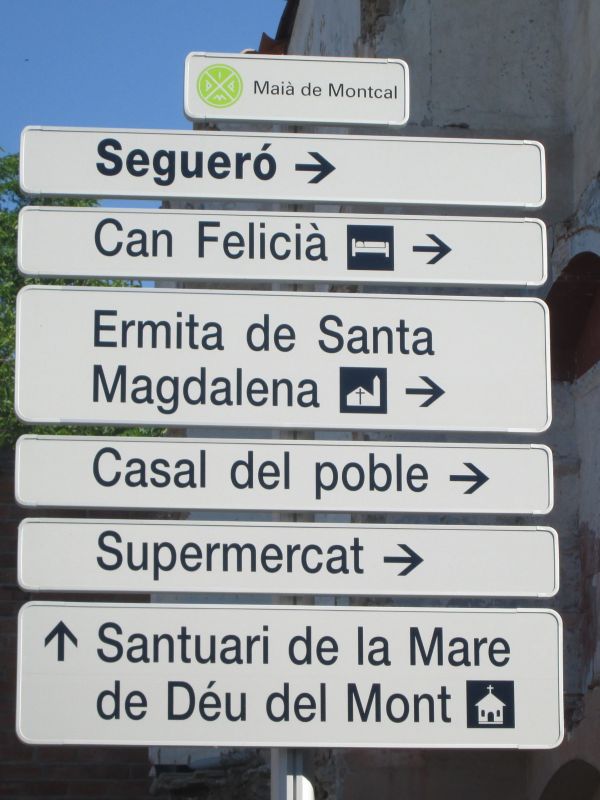 Maià de Montcal
Segueró →
Can Felicià →
Ermita de Santa
Magdalena →
Casal del poble →
Supermercat →
↑ Santuari de la Mare
de Déu del Mont